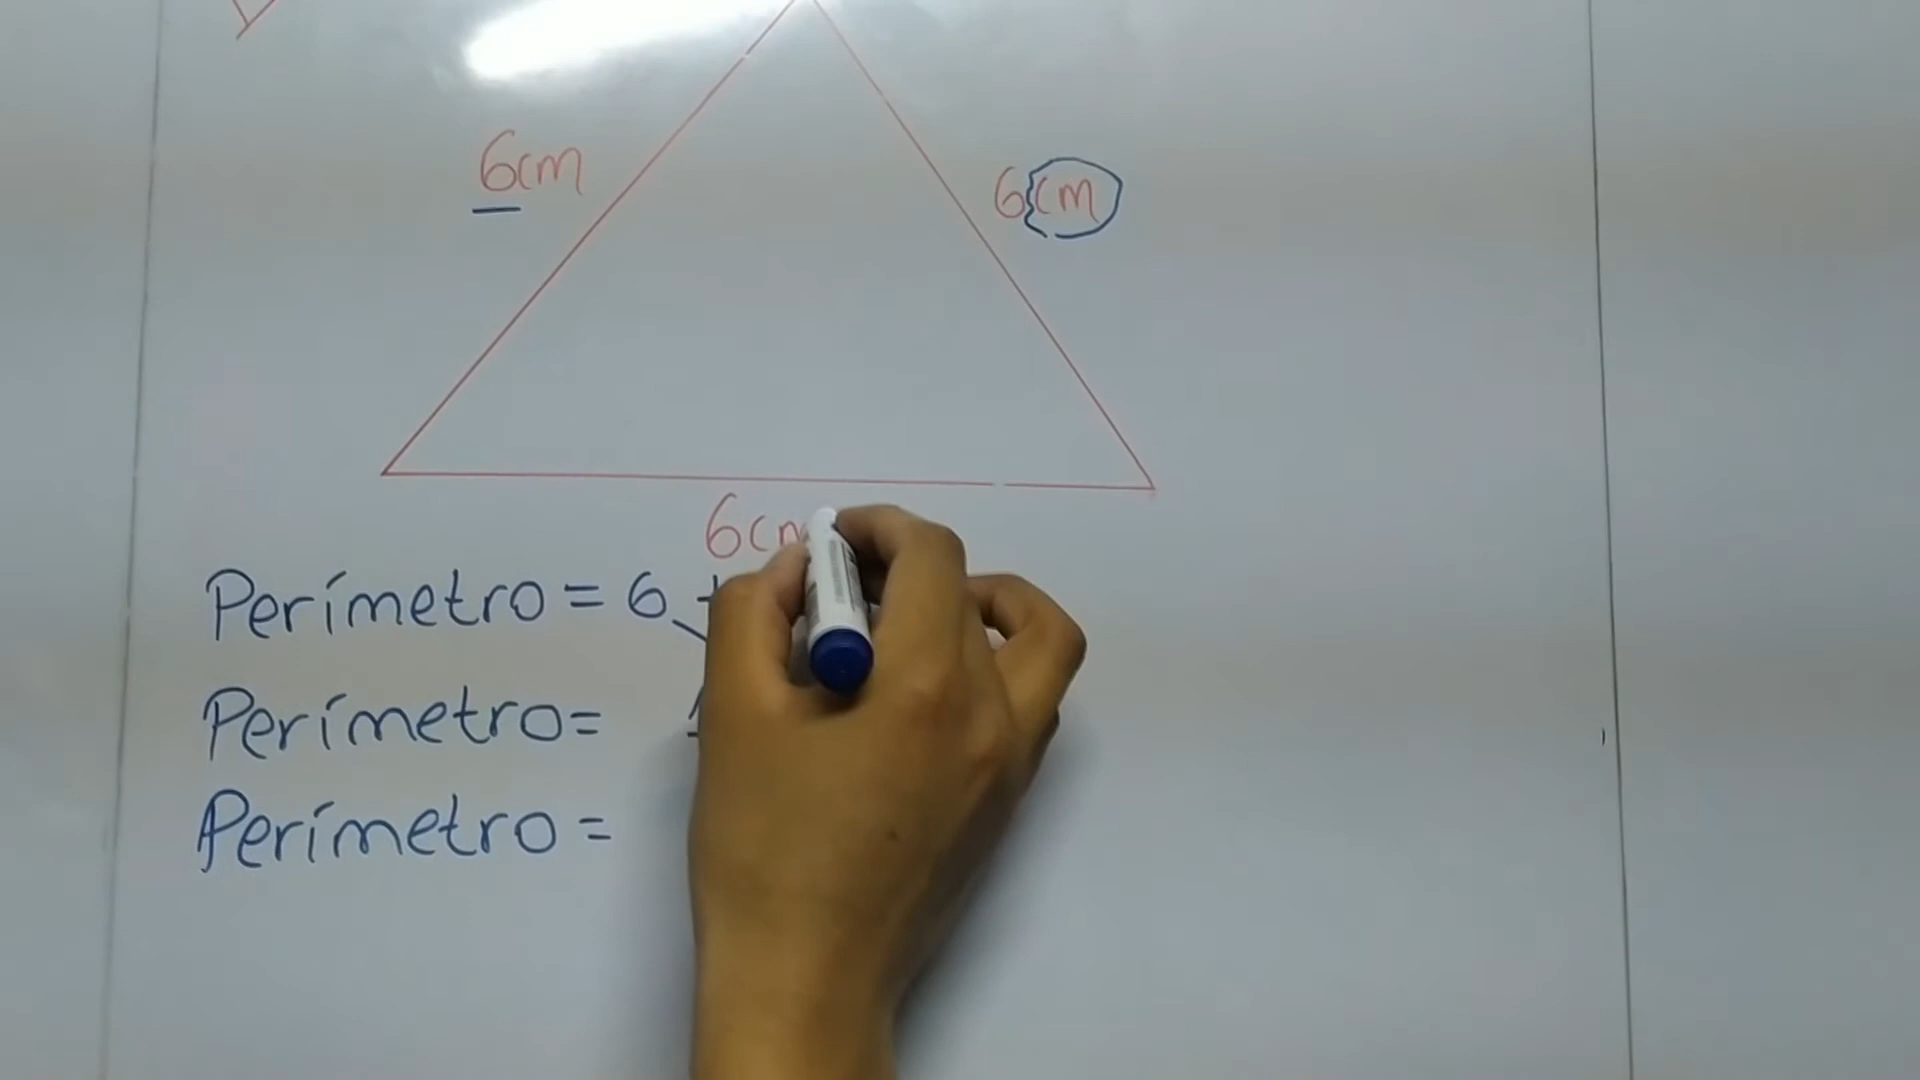 6cm
6cm
6cm
Perímetro = 6 +
Perímetro =
Perímetro =